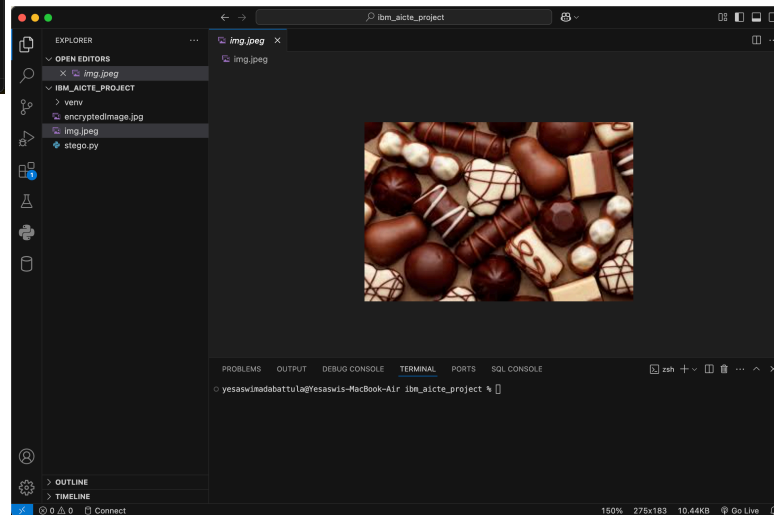 ibm_aicte_project
EXPLORER
img.jpeg
OPEN EDITORS
img.jpeg
img.jpeg
IBM_AICTE_PROJECT
venv
encryptedImage.jpg
img.jpeg
stego.py
1
PROBLEMS OUTPUT DEBUG CONSOLE TERMINAL PORTS SQL CONSOLE
zsh
yesaswimadabattula@Yesaswis-MacBook-Air ibm_aicte_project %
OUTLINE
TIMELINE
0 0 Connect 150% 275x183 10.44KB Go Live